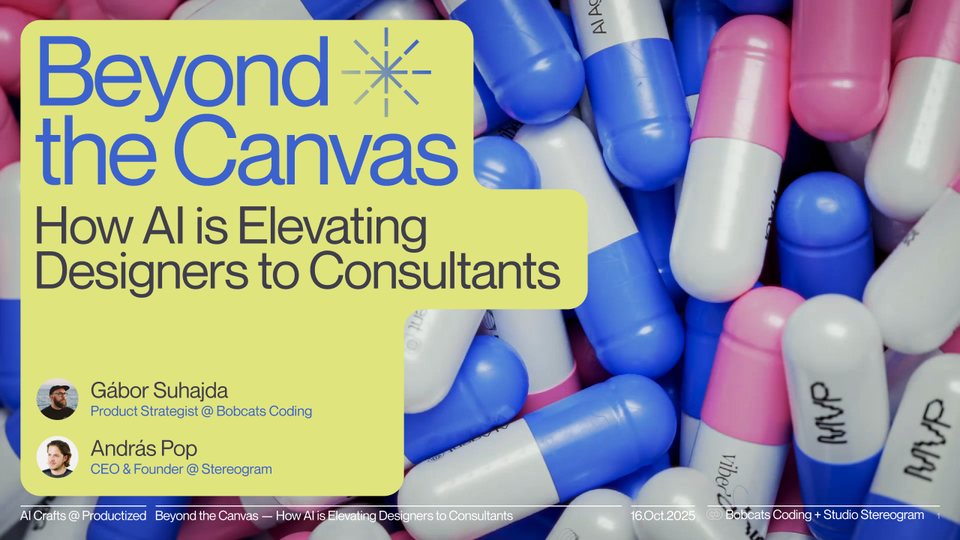 Beyond
the Canvas
How AI is Elevating
Designers to Consultants
Gábor Suhajda
Product Strategist @ Bobcats Coding
András Pop
CEO & Founder @ Stereogram
MVP
MVP
AI Crafts @ Productized
Beyond the Canvas — How AI is Elevating Designers to Consultants
16.Oct.2025
Bobcats Coding + Studio Stereogram